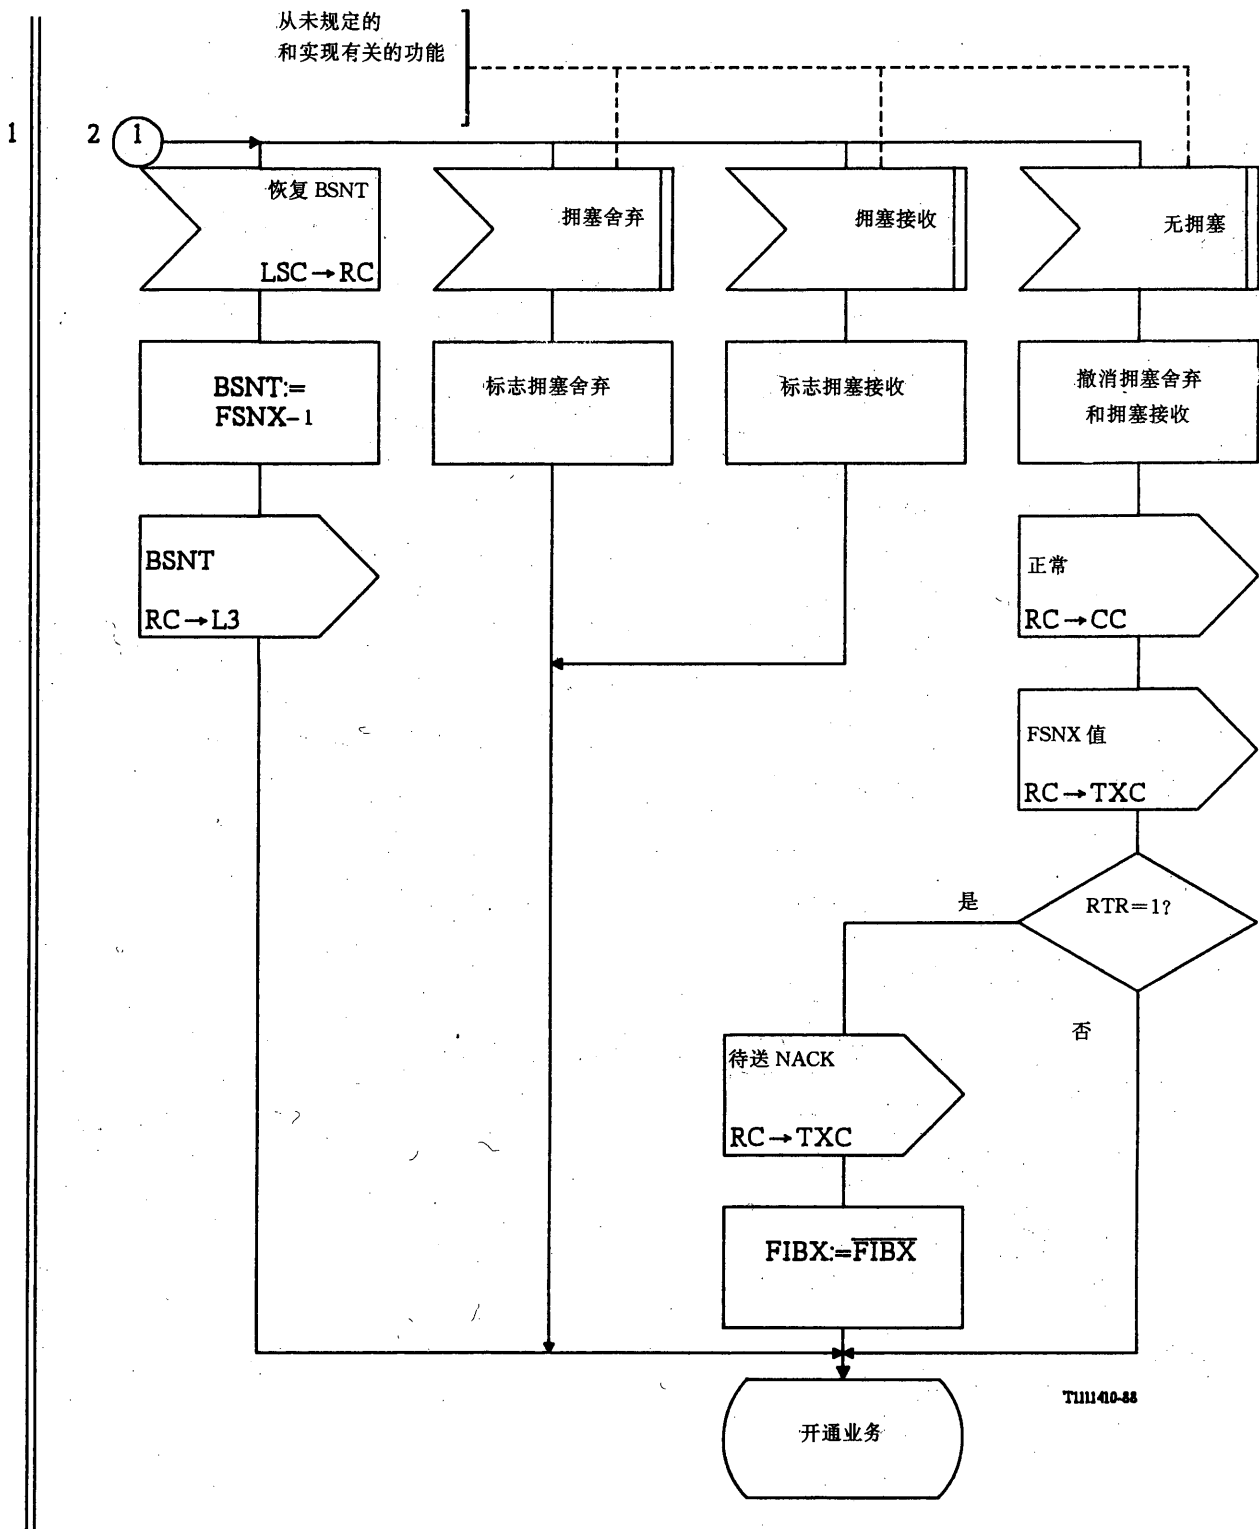 从未规定的
和实现有关的功能
1
2
1
恢复 BSNT
LSC→RC
拥塞舍弃
拥塞接收
无拥塞
BSNT:=
FSNX-1
标志拥塞舍弃
标志拥塞接收
撤消拥塞舍弃
和拥塞接收
BSNT
RC→L3
正常
RC→CC
FSNX 值
RC→TXC
是
RTR=1?
否
待送 NACK
RC→TXC
FIBX:=F̅I̅B̅X̅
开通业务
T1111410-88